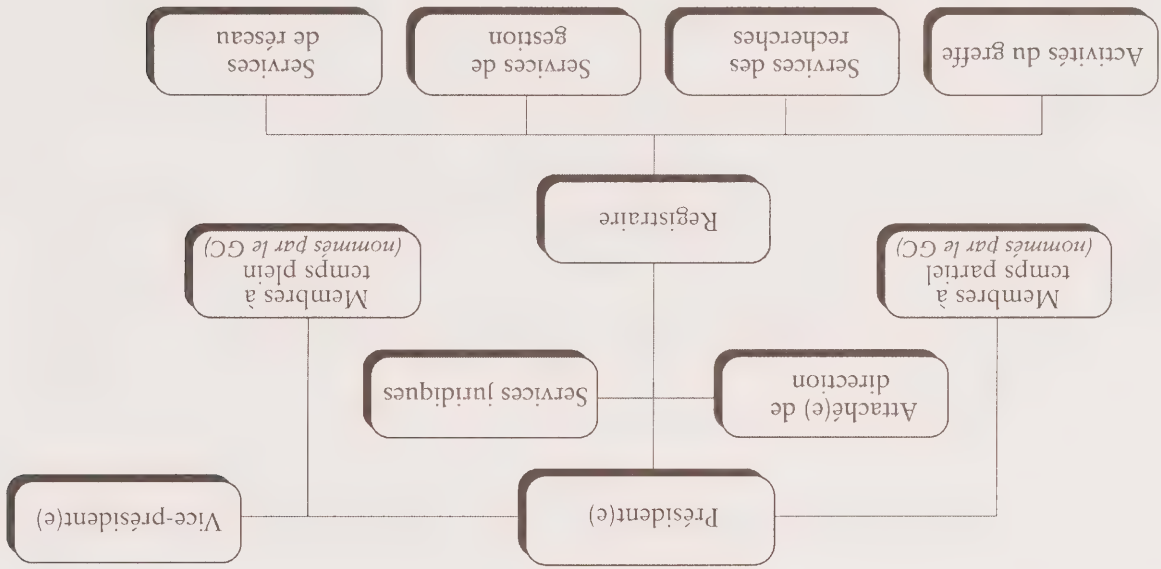 Président(e)
Vice-président(e)
Attaché(e) de
direction
Services juridiques
Membres à
temps partiel
(nommés par le GC)
Membres à
temps plein
(nommés par le GC)
Registraire
Activités du greffe
Services des
recherches
Services de
gestion
Services
de réseau